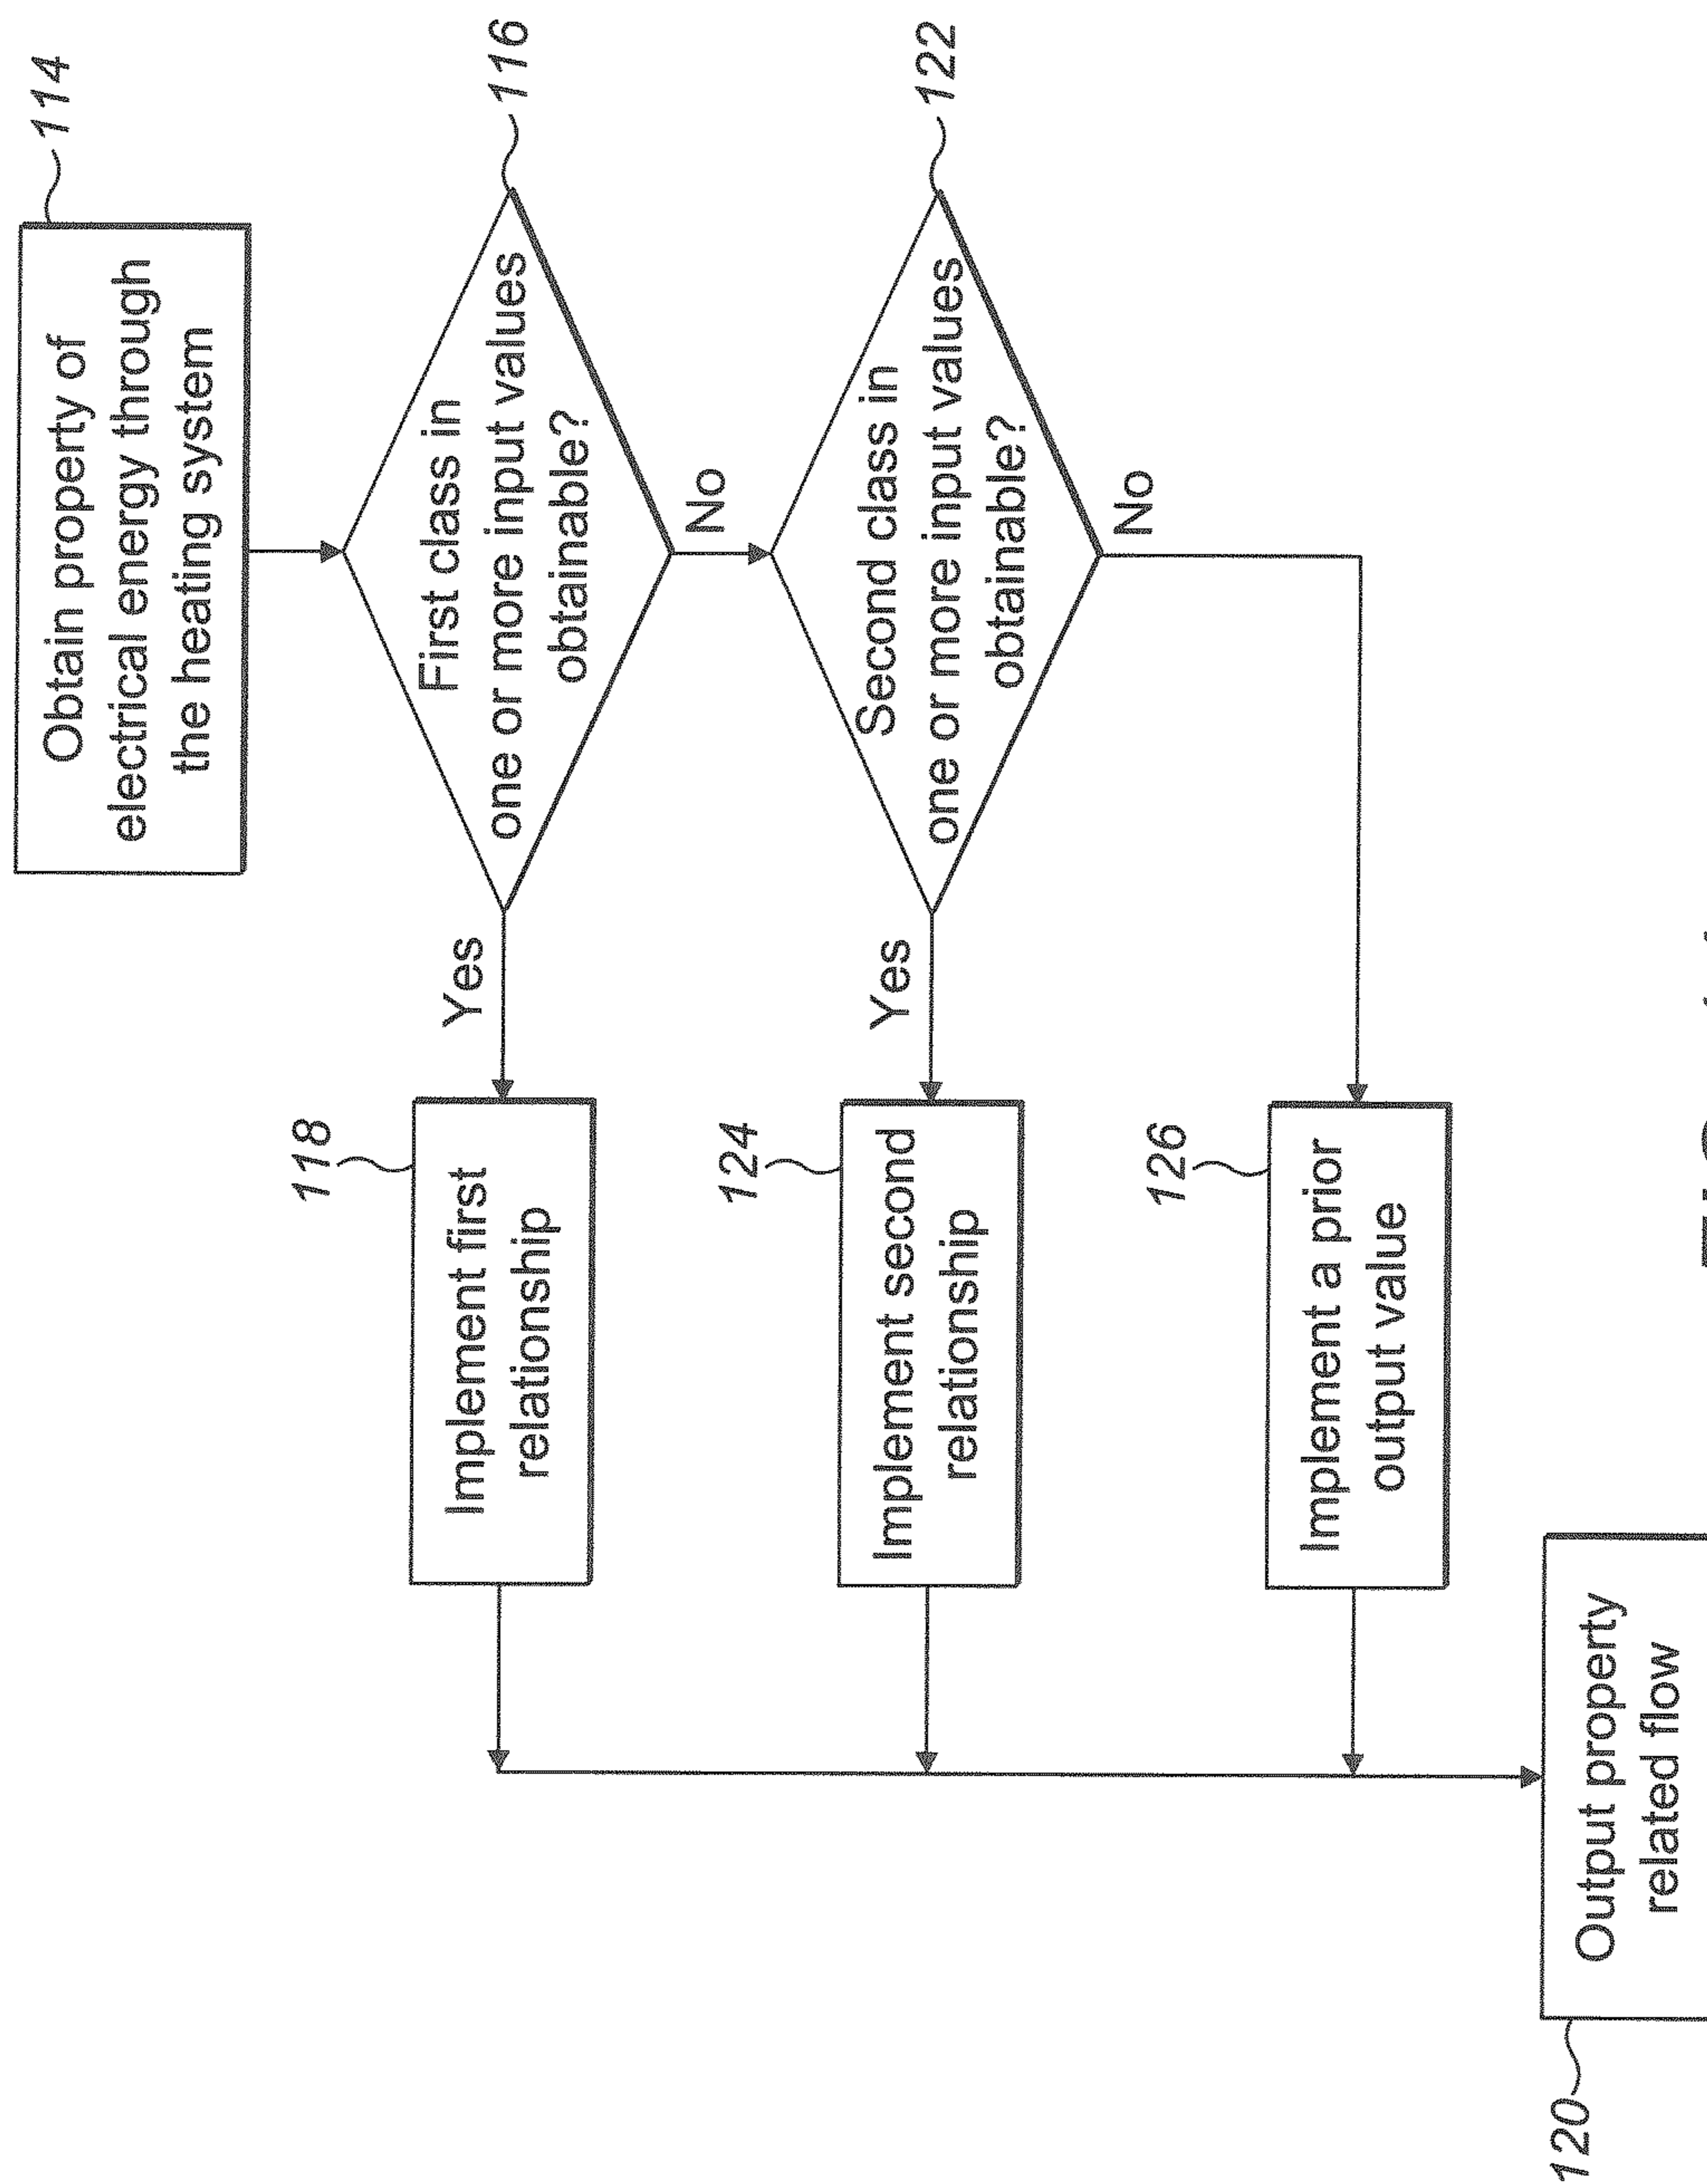 114
Obtain property of
electrical energy through
the heating system
116
First class in
one or more input values
obtainable?
Yes
No
118
Implement first
relationship
122
Second class in
one or more input values
obtainable?
Yes
No
124
Implement second
relationship
126
Implement a prior
output value
120
Output property
related flow